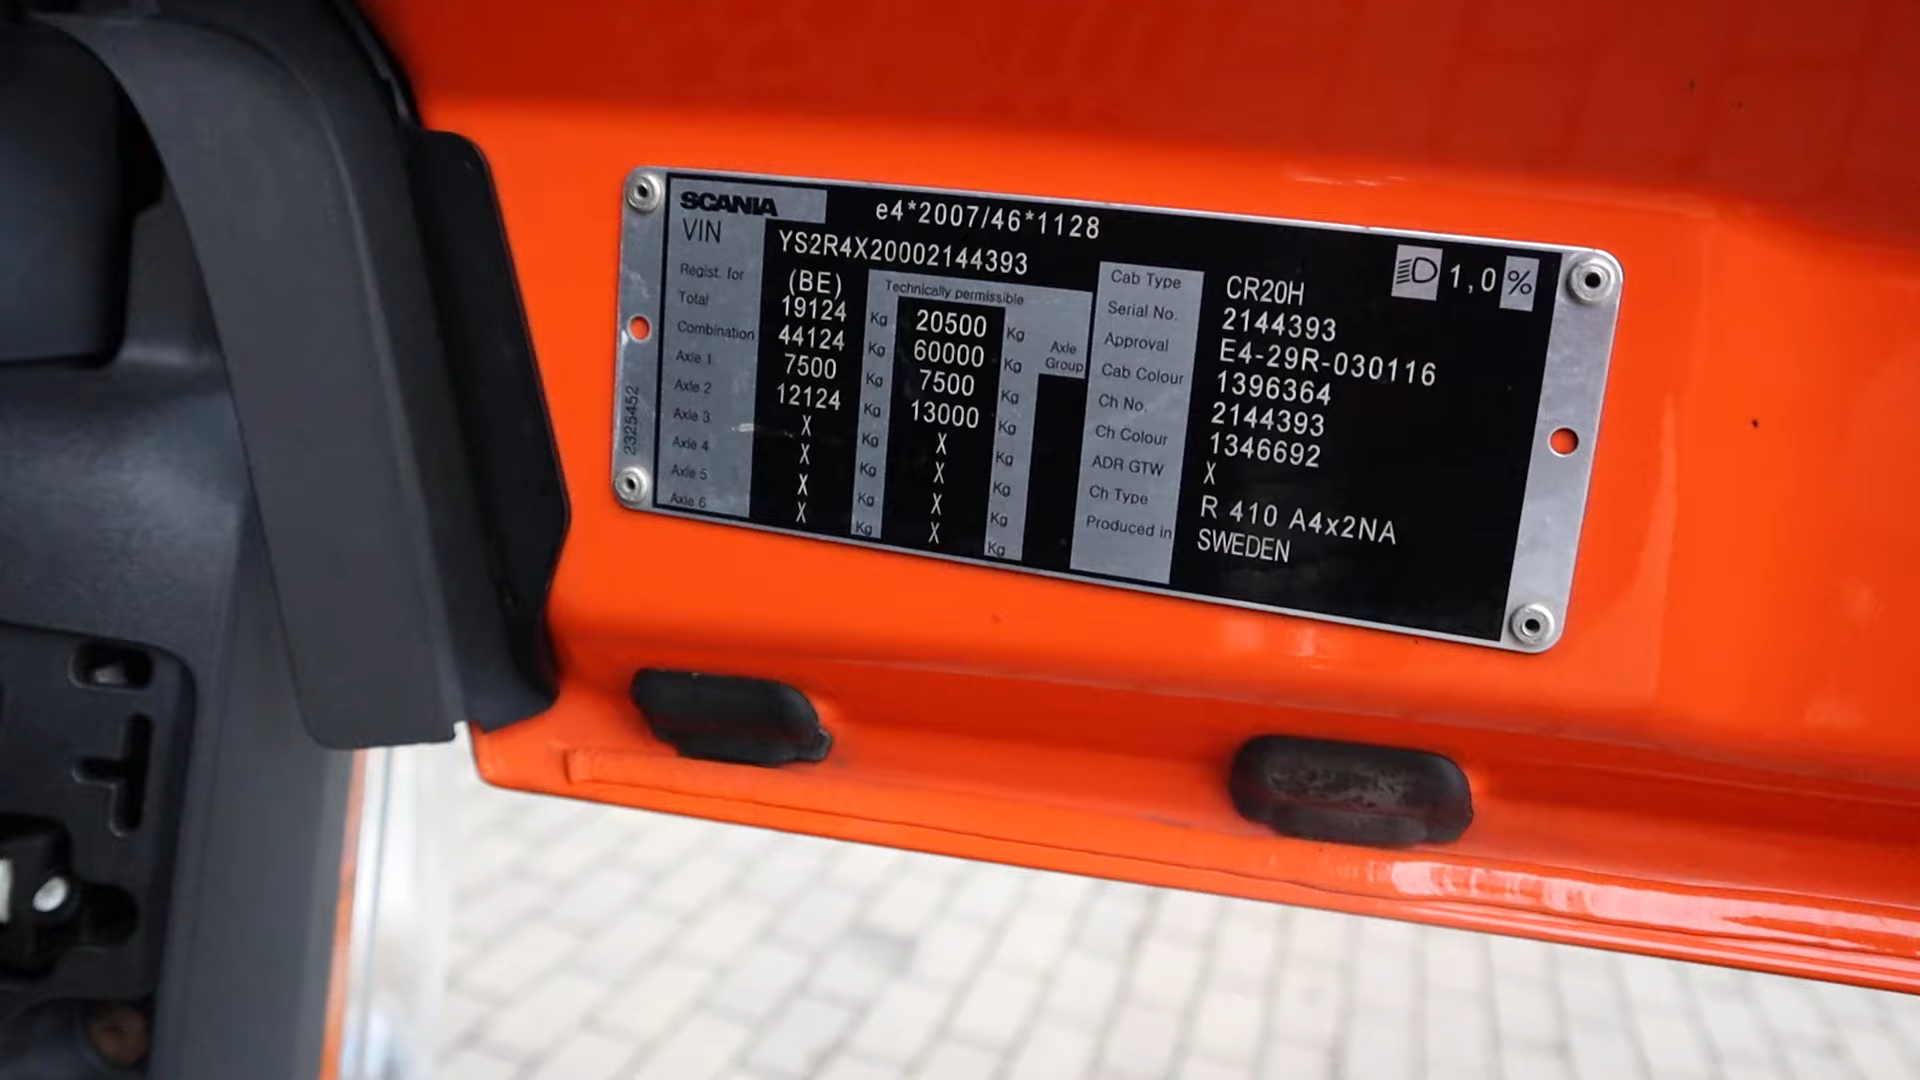 SCANIA e4*2007/46*1128
VIN YS2R4X20002144393
1,0 %
Regist. for (BE) Technically permissible
Total 19124 Kg 20500 Kg
Combination 44124 Kg 60000 Kg Axle Group
Axle 1 7500 Kg 7500 Kg
Axle 2 12124 Kg 13000 Kg
Axle 3 X Kg X Kg
Axle 4 X Kg X Kg
Axle 5 X Kg X Kg
Axle 6 X Kg X Kg
Cab Type CR20H
Serial No. 2144393
Approval E4-29R-030116
Cab Colour 1396364
Ch No. 2144393
Ch Colour 1346692
ADR GTW X
Ch Type R 410 A4x2NA
Produced in SWEDEN
2325452